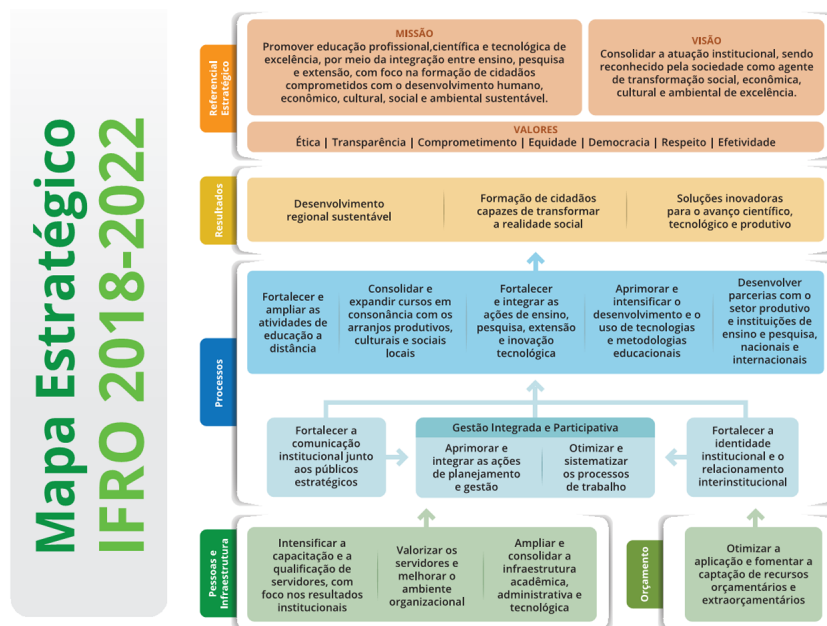 Mapa Estratégico
IFRO 2018-2022
Referencial
Estratégico
MISSÃO
Promover educação profissional,científica e tecnológica de
excelência, por meio da integração entre ensino, pesquisa
e extensão, com foco na formação de cidadãos
comprometidos com o desenvolvimento humano,
econômico, cultural, social e ambiental sustentável.
VISÃO
Consolidar a atuação institucional, sendo
reconhecido pela sociedade como agente
de transformação social, econômica,
cultural e ambiental de excelência.
VALORES
Ética | Transparência | Comprometimento | Equidade | Democracia | Respeito | Efetividade
Resultados
Desenvolvimento
regional sustentável
Formação de cidadãos
capazes de transformar
a realidade social
Soluções inovadoras
para o avanço científico,
tecnológico e produtivo
Processos
Fortalecer e
ampliar as
atividades de
educação a
distância
Consolidar e
expandir cursos em
consonância com os
arranjos produtivos,
culturais e sociais
locais
Fortalecer
e integrar as
ações de ensino,
pesquisa, extensão
e inovação
tecnológica
Aprimorar e
intensificar o
desenvolvimento e o
uso de tecnologias
e metodologias
educacionais
Desenvolver
parcerias com o
setor produtivo
e instituições de
ensino e pesquisa,
nacionais e
internacionais
Fortalecer a
comunicação
institucional junto
aos públicos
estratégicos
Gestão Integrada e Participativa
Aprimorar e
integrar as ações
de planejamento
e gestão
Otimizar e
sistematizar
os processos
de trabalho
Fortalecer a
identidade
institucional e o
relacionamento
interinstitucional
Pessoas e
Infraestrutura
Intensificar a
capacitação e a
qualificação de
servidores, com
foco nos resultados
institucionais
Valorizar os
servidores e
melhorar o
ambiente
organizacional
Ampliar e
consolidar a
infraestrutura
acadêmica,
administrativa e
tecnológica
Orçamento
Otimizar a
aplicação e fomentar a
captação de recursos
orçamentários e
extraorçamentários